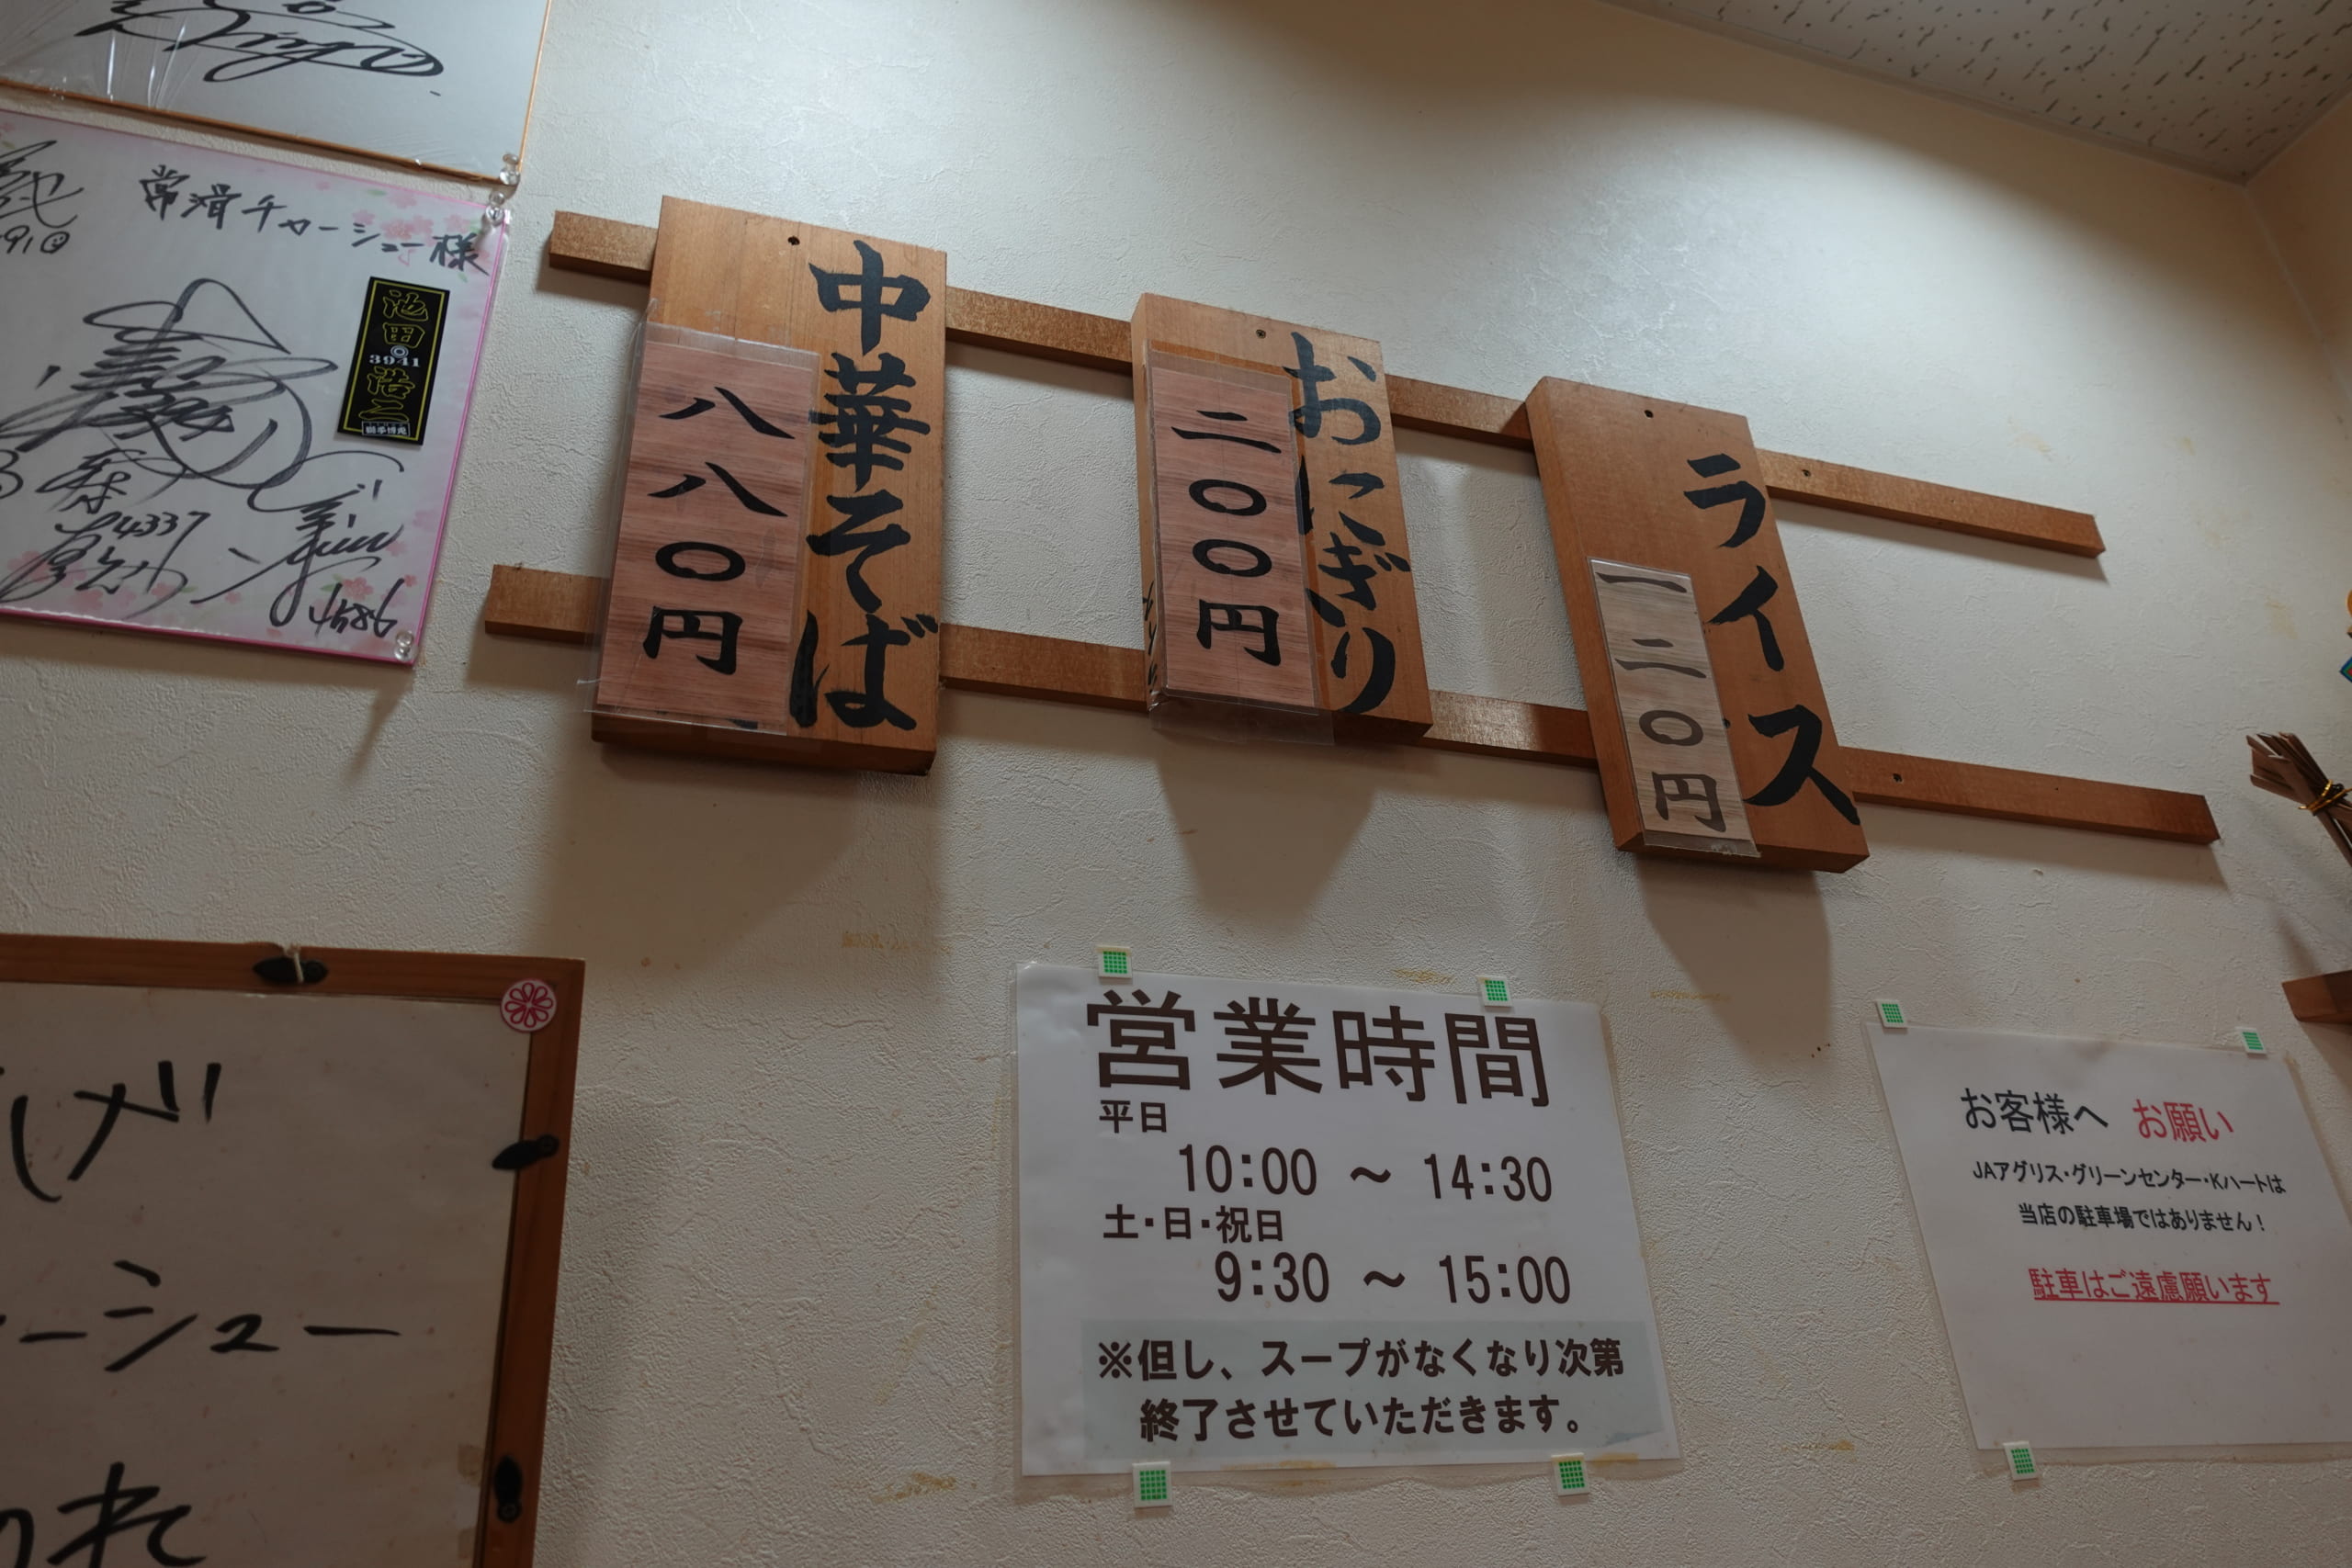 常滑チャーシュー様
池田
3941
浩二
4337
4586
中華そば
八八〇円
おにぎり
二〇〇円
ライス
一二〇円
営業時間
平日
10:00 ～ 14:30
土・日・祝日
9:30 ～ 15:00
※但し、スープがなくなり次第
終了させていただきます。
お客様へ お願い
JAアグリス・グリーンセンター・Kハートは
当店の駐車場ではありません！
駐車はご遠慮願います
げ
ーシュー
れ